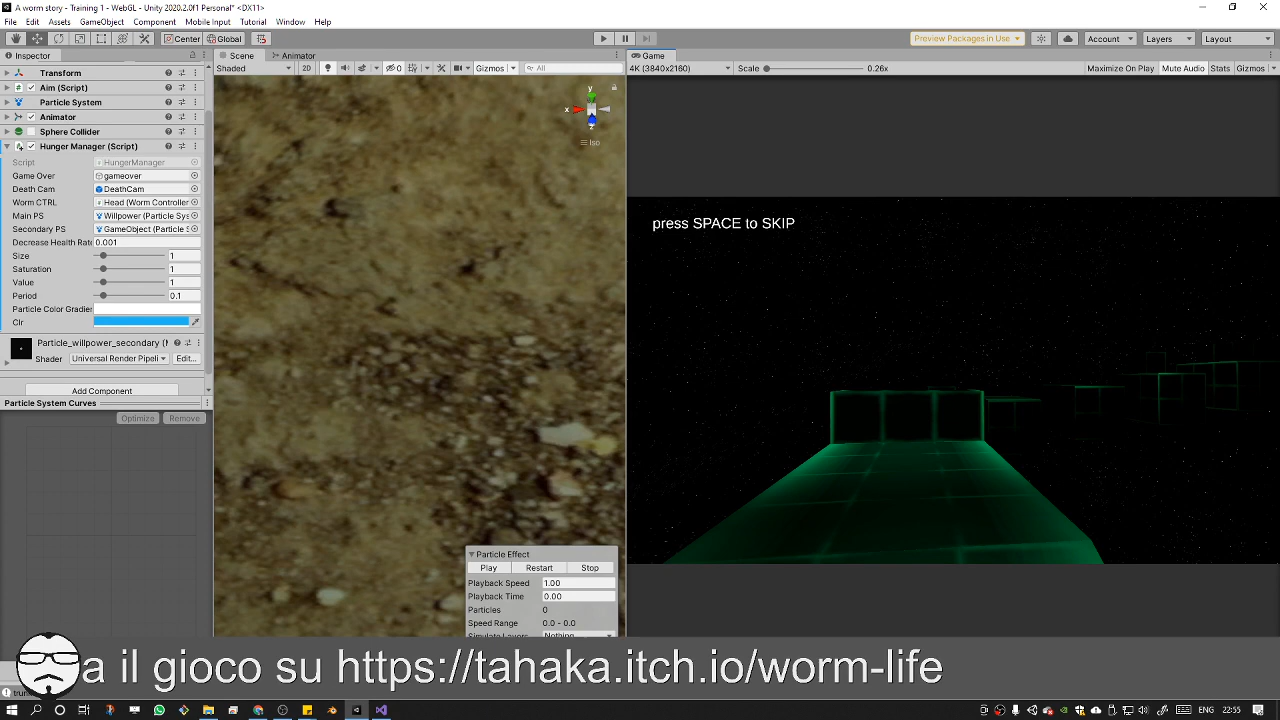 A worm story - Training 1 - WebGL - Unity 2020.2.0f1 Personal* <DX11>
File Edit Assets GameObject Component Mobile Input Tutorial Window Help
Center Global Preview Packages in Use Account Layers Layout
Inspector Scene Animator Game
Shaded 2D 0 Gizmos All 4K (3840x2160) Scale 0.26x Maximize On Play Mute Audio Stats Gizmos
Transform
Aim (Script)
Particle System
Animator
Sphere Collider
Hunger Manager (Script)
Script HungerManager
Game Over gameover
Death Cam DeathCam
Worm CTRL Head (Worm Controller
Main PS Willpower (Particle Sys
Secondary PS GameObject (Particle S
Decrease Health Rate 0.001
Size 1
Saturation 1
Value 1
Period 0.1
Particle Color Gradien
Clr
Particle_willpower_secondary (
Shader Universal Render Pipeli Edit...
Add Component
Particle System Curves
Optimize Remove
y
x
z
Iso
press SPACE to SKIP
Particle Effect
Play Restart Stop
Playback Speed 1.00
Playback Time 0.00
Particles 0
Speed Range 0.0 - 0.0
Simulate Layers Nothing
a il gioco su https://tahaka.itch.io/worm-life
ENG 22:55